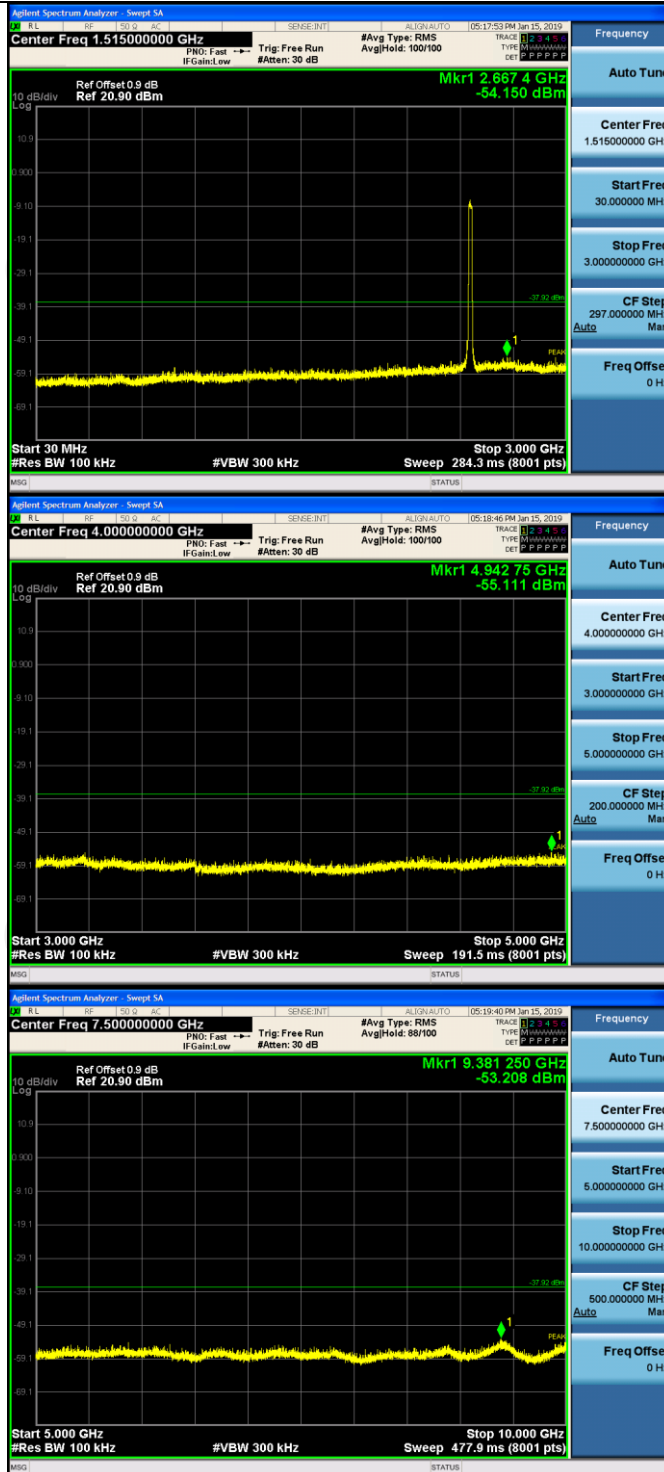 Agilent Spectrum Analyzer - Swept SA
RL RF 50 Ω AC SENSE:INT ALIGN AUTO 05:17:53 PM Jan 15, 2019
Center Freq 1.515000000 GHz #Avg Type: RMS TRACE 1 2 3 4 5 6
PNO: Fast Trig: Free Run Avg|Hold: 100/100 TYPE M
IFGain:Low #Atten: 30 dB DET P P P P P P
Mkr1 2.667 4 GHz
Ref Offset 0.9 dB
10 dB/div Ref 20.90 dBm -54.150 dBm
Log
10.9
0.900
-9.10
-19.1
-29.1
-37.92 dBm
-39.1
1
-49.1
PEAK
-59.1
-69.1
Start 30 MHz Stop 3.000 GHz
#Res BW 100 kHz #VBW 300 kHz Sweep 284.3 ms (8001 pts)
MSG STATUS
Frequency
Auto Tune
Center Freq
1.515000000 GH
Start Freq
30.000000 MH
Stop Freq
3.000000000 GH
CF Step
297.000000 MH
Auto Man
Freq Offse
0 H
Agilent Spectrum Analyzer - Swept SA
RL RF 50 Ω AC SENSE:INT ALIGN AUTO 05:18:46 PM Jan 15, 2019
Center Freq 4.000000000 GHz #Avg Type: RMS TRACE 1 2 3 4 5 6
PNO: Fast Trig: Free Run Avg|Hold: 100/100 TYPE M
IFGain:Low #Atten: 30 dB DET P P P P P P
Mkr1 4.942 75 GHz
Ref Offset 0.9 dB
10 dB/div Ref 20.90 dBm -55.111 dBm
Log
10.9
0.900
-9.10
-19.1
-29.1
-37.92 dBm
-39.1
-49.1
1
-59.1
-69.1
Start 3.000 GHz Stop 5.000 GHz
#Res BW 100 kHz #VBW 300 kHz Sweep 191.5 ms (8001 pts)
MSG STATUS
Frequency
Auto Tune
Center Freq
4.000000000 GH
Start Freq
3.000000000 GH
Stop Freq
5.000000000 GH
CF Step
200.000000 MH
Auto Man
Freq Offse
0 H
Agilent Spectrum Analyzer - Swept SA
RL RF 50 Ω AC SENSE:INT ALIGN AUTO 05:19:40 PM Jan 15, 2019
Center Freq 7.500000000 GHz #Avg Type: RMS TRACE 1 2 3 4 5 6
PNO: Fast Trig: Free Run Avg|Hold: 88/100 TYPE M
IFGain:Low #Atten: 30 dB DET P P P P P P
Mkr1 9.381 250 GHz
Ref Offset 0.9 dB
10 dB/div Ref 20.90 dBm -53.208 dBm
Log
10.9
0.900
-9.10
-19.1
-29.1
-37.92 dBm
-39.1
-49.1
1
PEAK
-59.1
-69.1
Start 5.000 GHz Stop 10.000 GHz
#Res BW 100 kHz #VBW 300 kHz Sweep 477.9 ms (8001 pts)
MSG STATUS
Frequency
Auto Tune
Center Freq
7.500000000 GH
Start Freq
5.000000000 GH
Stop Freq
10.000000000 GH
CF Step
500.000000 MH
Auto Man
Freq Offse
0 H